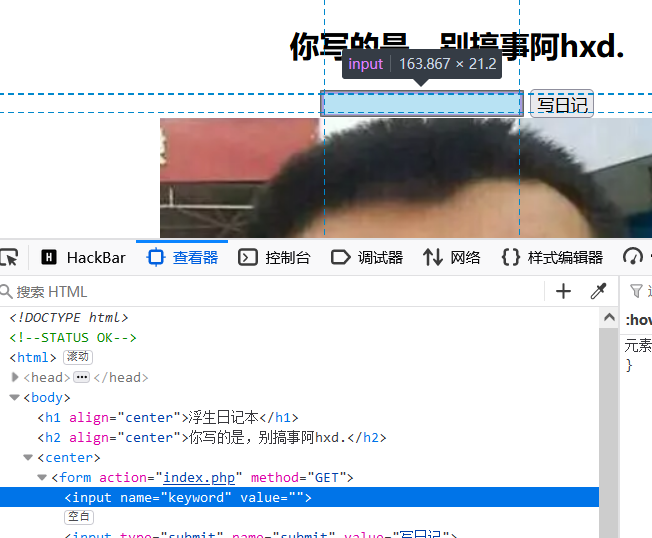 你写的是，别搞事阿hxd.
input 163.867 × 21.2
写日记
HackBar 查看器 控制台 调试器 网络 样式编辑器
搜索 HTML
<!DOCTYPE html>
:hov
<!--STATUS OK-->
<html> 滚动
元素
<head> ••• </head>
}
<body>
<h1 align="center">浮生日记本</h1>
<h2 align="center">你写的是，别搞事阿hxd.</h2>
<center>
<form action="index.php" method="GET">
<input name="keyword" value="">
空白
<input type="submit" name="submit" value="写日记">